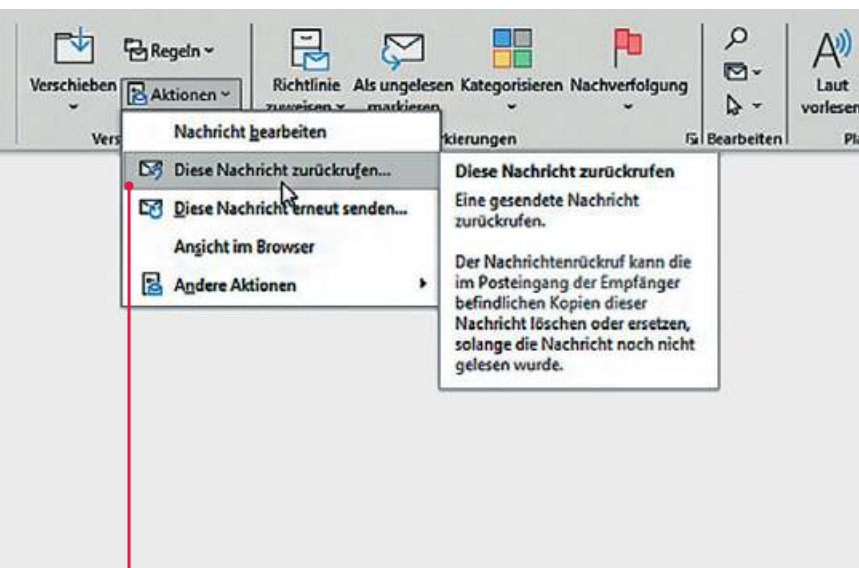 Verschieben
Regeln
Aktionen
Richtlinie
zuweisen
Als ungelesen
markieren
Kategorisieren
Nachverfolgung
Laut
vorlesen
Bearbeiten
Nachricht bearbeiten
Diese Nachricht zurückrufen...
Diese Nachricht erneut senden...
Ansicht im Browser
Andere Aktionen
Diese Nachricht zurückrufen
Eine gesendete Nachricht
zurückrufen.
Der Nachrichtenrückruf kann die
im Posteingang der Empfänger
befindlichen Kopien dieser
Nachricht löschen oder ersetzen,
solange die Nachricht noch nicht
gelesen wurde.